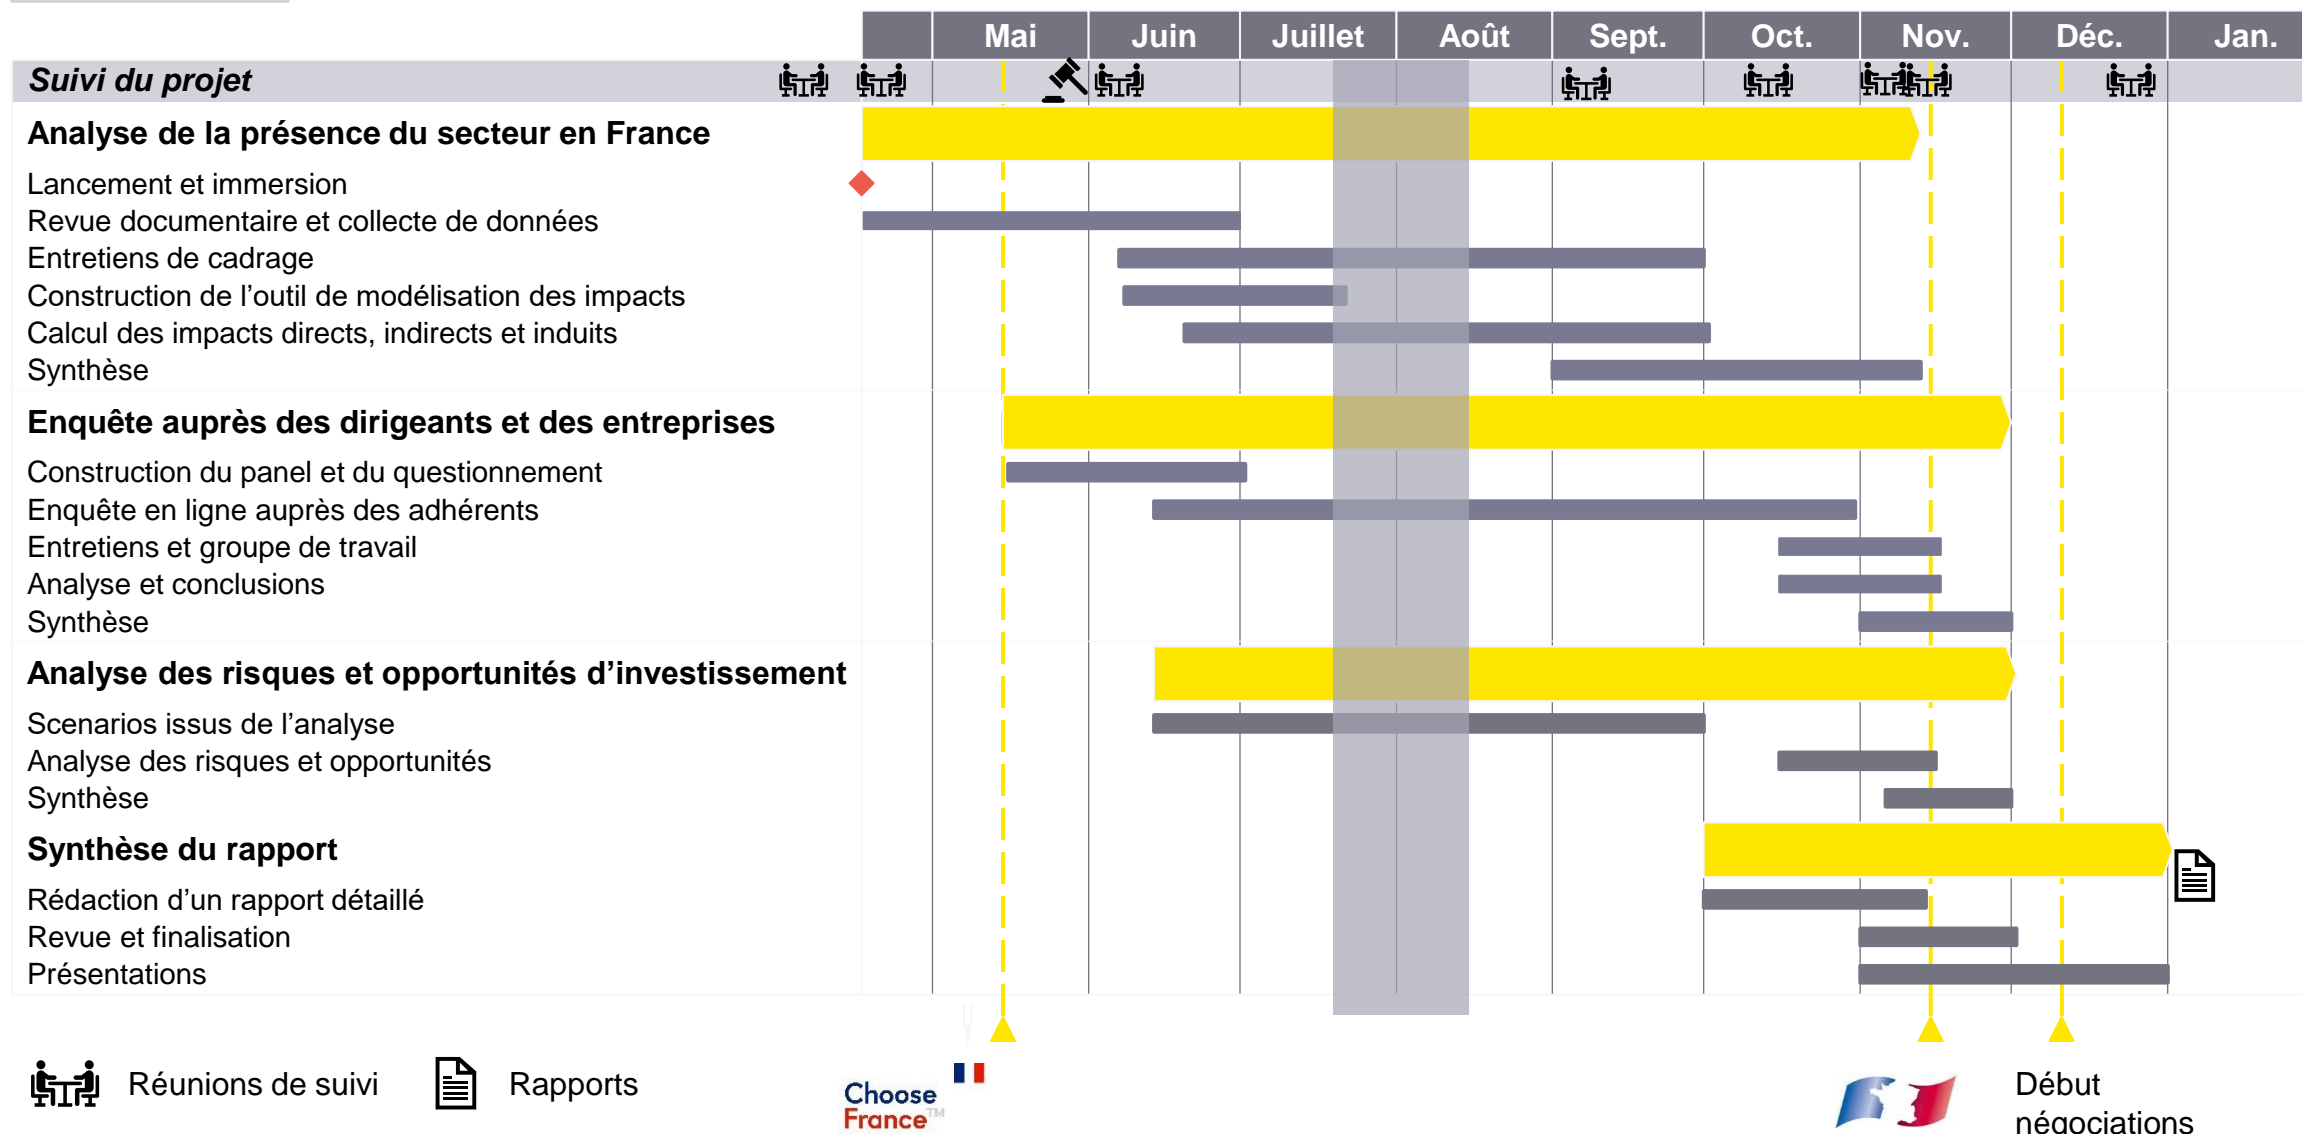 Mai Juin Juillet Août Sept. Oct. Nov. Déc. Jan.
Suivi du projet
Analyse de la présence du secteur en France
Lancement et immersion
Revue documentaire et collecte de données
Entretiens de cadrage
Construction de l’outil de modélisation des impacts
Calcul des impacts directs, indirects et induits
Synthèse
Enquête auprès des dirigeants et des entreprises
Construction du panel et du questionnement
Enquête en ligne auprès des adhérents
Entretiens et groupe de travail
Analyse et conclusions
Synthèse
Analyse des risques et opportunités d’investissement
Scenarios issus de l’analyse
Analyse des risques et opportunités
Synthèse
Synthèse du rapport
Rédaction d’un rapport détaillé
Revue et finalisation
Présentations
Réunions de suivi
Rapports
Choose
France™
Début
négociations